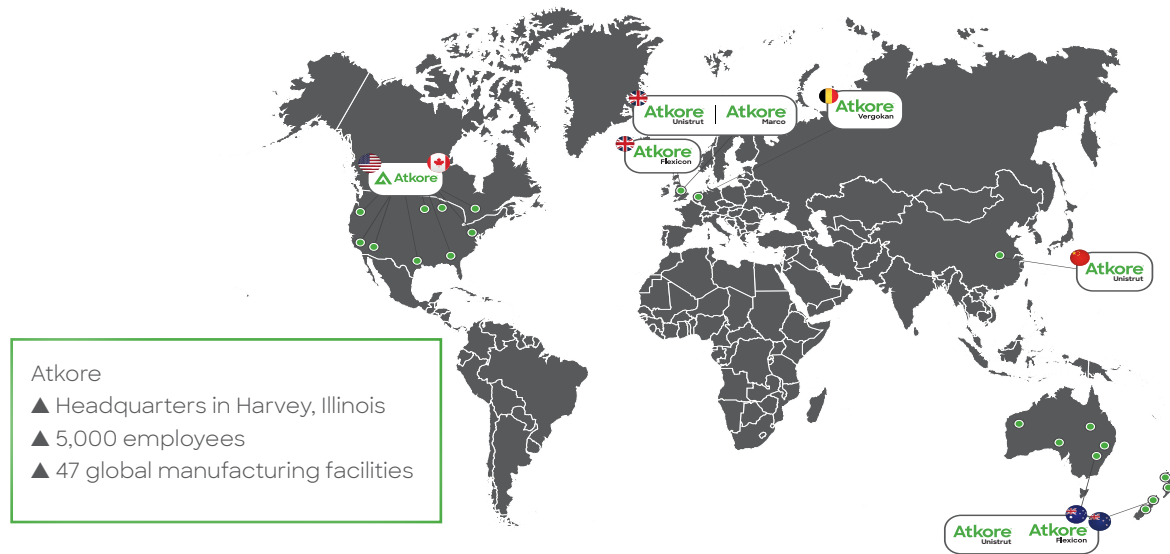 Atkore
Unistrut
Atkore
Marco
Atkore
Vergokan
Atkore
Flexicon
Atkore
Atkore
Unistrut
Atkore
▲ Headquarters in Harvey, Illinois
▲ 5,000 employees
▲ 47 global manufacturing facilities
Atkore
Unistrut
Atkore
Flexicon